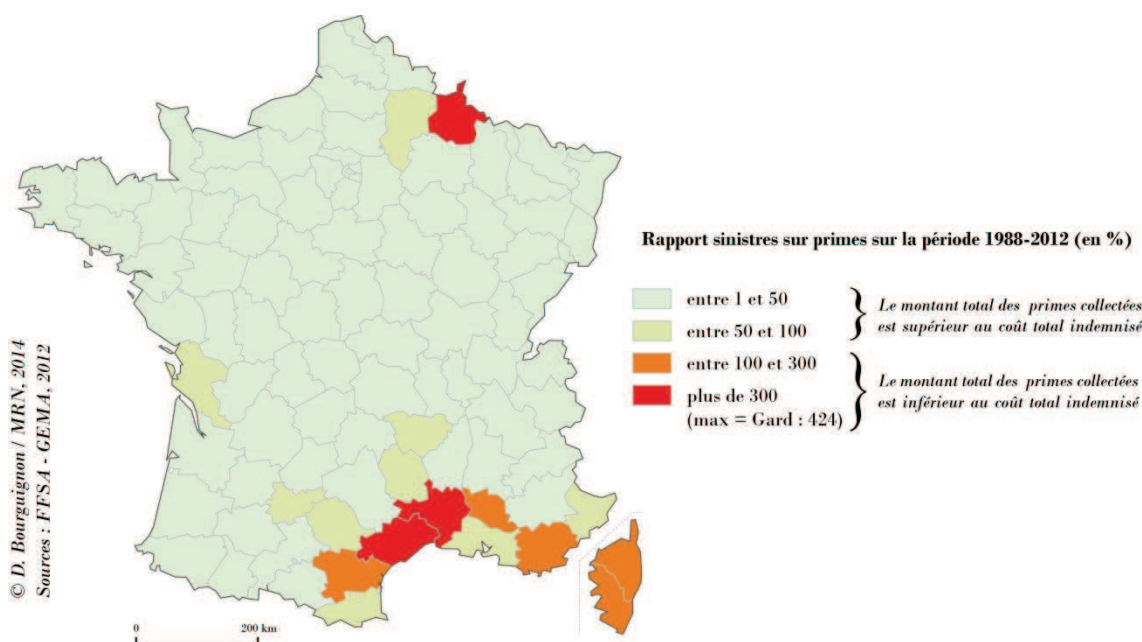 © D. Bourguignon / MRN, 2014
Sources : FFSA - GEMA, 2012
Rapport sinistres sur primes sur la période 1988-2012 (en %)
entre 1 et 50
entre 50 et 100
Le montant total des primes collectées
est supérieur au coût total indemnisé
entre 100 et 300
plus de 300
(max = Gard : 424)
Le montant total des primes collectées
est inférieur au coût total indemnisé
0 200 km